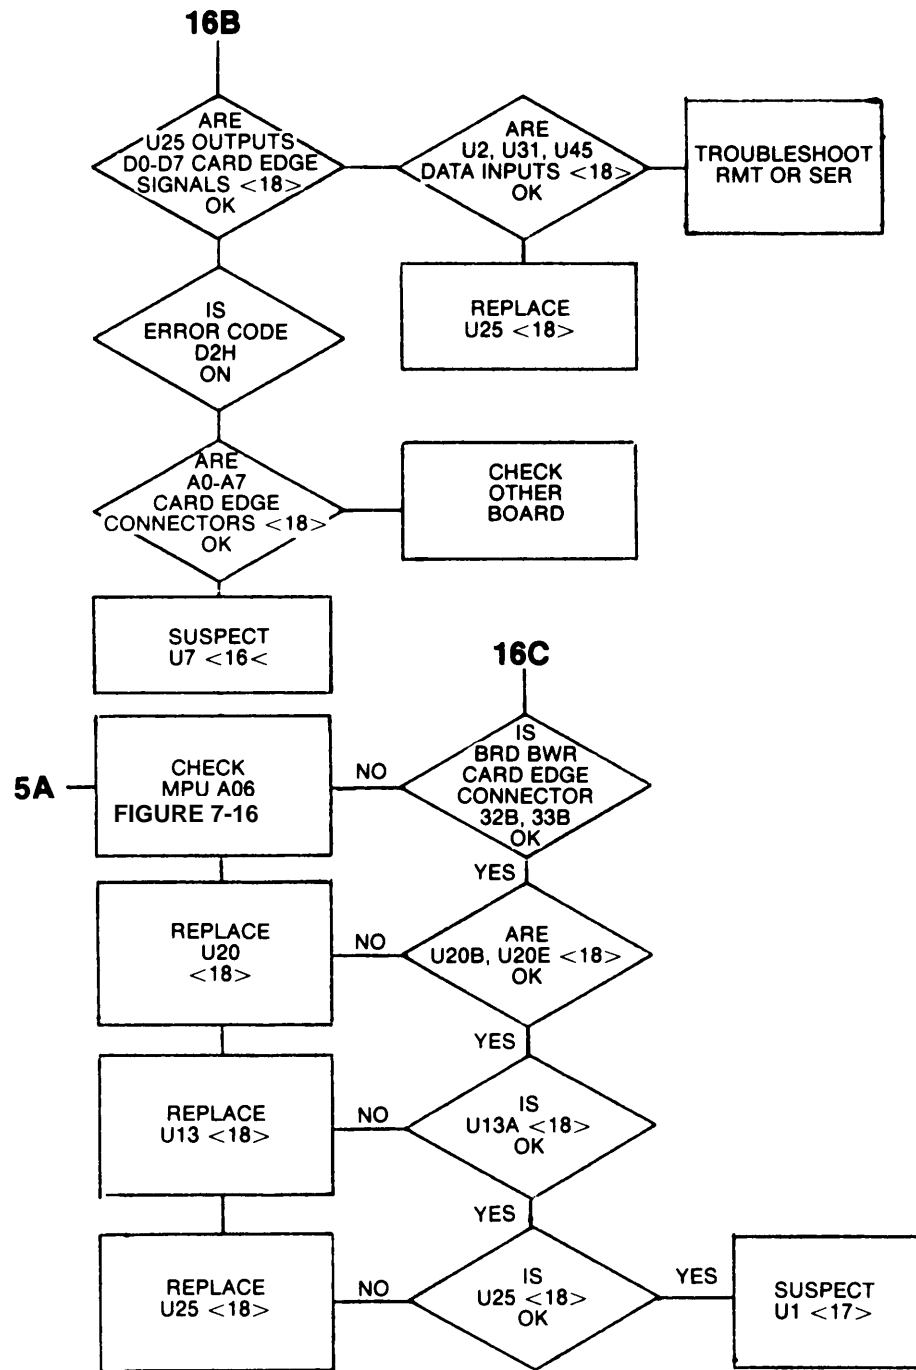 16B
ARE
U25 OUTPUTS
D0-D7 CARD EDGE
SIGNALS <18>
OK
ARE
U2, U31, U45
DATA INPUTS <18>
OK
TROUBLESHOOT
RMT OR SER
REPLACE
U25 <18>
IS
ERROR CODE
D2H
ON
ARE
A0-A7
CARD EDGE
CONNECTORS <18>
OK
CHECK
OTHER
BOARD
SUSPECT
U7 <16<
16C
5A
CHECK
MPU A06
FIGURE 7-16
NO
IS
BRD BWR
CARD EDGE
CONNECTOR
32B, 33B
OK
YES
REPLACE
U20
<18>
NO
ARE
U20B, U20E <18>
OK
YES
REPLACE
U13 <18>
NO
IS
U13A <18>
OK
YES
REPLACE
U25 <18>
NO
IS
U25 <18>
OK
YES
SUSPECT
U1 <17>